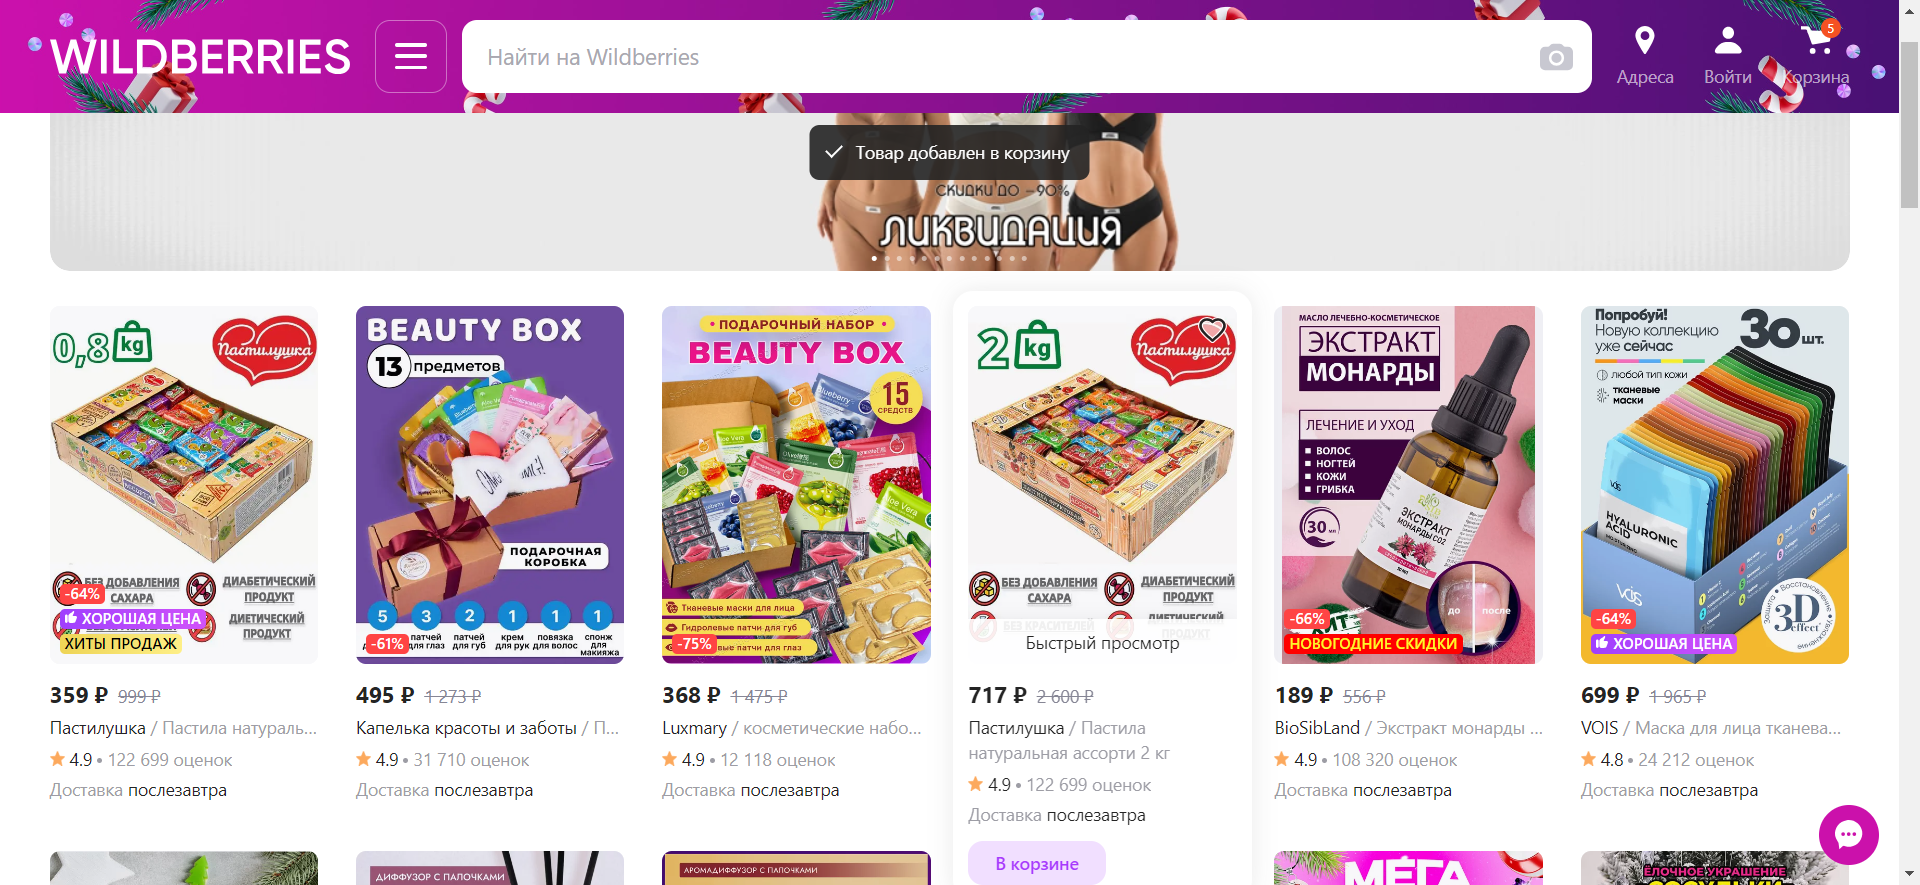 WILDBERRIES
Найти на Wildberries
Адреса
Войти
Корзина
5
Товар добавлен в корзину
СКИДКИ ДО −90%
ЛИКВИДАЦИЯ
0,8 kg
Пастилушка
БЕЗ ДОБАВЛЕНИЯ
САХАРА
ДИАБЕТИЧЕСКИЙ
ПРОДУКТ
ДИЕТИЧЕСКИЙ
ПРОДУКТ
-64%
ХОРОШАЯ ЦЕНА
ХИТЫ ПРОДАЖ
359 ₽ 999 ₽
Пастилушка / Пастила натураль...
4.9 • 122 699 оценок
Доставка послезавтра
BEAUTY BOX
13 предметов
ПОДАРОЧНАЯ
КОРОБКА
5 3 2 1 1 1
патчей для глаз
патчей для губ
крем для рук
повязка для волос
спонж для макияжа
-61%
495 ₽ 1 273 ₽
Капелька красоты и заботы / П...
4.9 • 31 710 оценок
Доставка послезавтра
• ПОДАРОЧНЫЙ НАБОР •
BEAUTY BOX
15
СРЕДСТВ
Тканевые маски для лица
Гидролевые патчи для губ
патчи для глаз
-75%
368 ₽ 1 475 ₽
Luxmary / косметические набо...
4.9 • 12 118 оценок
Доставка послезавтра
2 kg
Пастилушка
БЕЗ ДОБАВЛЕНИЯ
САХАРА
ДИАБЕТИЧЕСКИЙ
ПРОДУКТ
БЕЗ КРАСИТЕЛЕЙ
ДИЕТИЧЕСКИЙ
ПРОДУКТ
Быстрый просмотр
717 ₽ 2 600 ₽
Пастилушка / Пастила
натуральная ассорти 2 кг
4.9 • 122 699 оценок
Доставка послезавтра
В корзине
МАСЛО ЛЕЧЕБНО-КОСМЕТИЧЕСКОЕ
ЭКСТРАКТ
МОНАРДЫ
ЛЕЧЕНИЕ И УХОД
ВОЛОС
НОГТЕЙ
КОЖИ
ГРИБКА
30 мл
ЭКСТРАКТ
МОНАРДЫ CO2
до
после
-66%
НОВОГОДНИЕ СКИДКИ
189 ₽ 556 ₽
BioSibLand / Экстракт монарды ...
4.9 • 108 320 оценок
Доставка послезавтра
Попробуй!
Новую коллекцию
уже сейчас
30 шт.
любой тип кожи
тканевые
маски
VOIS
HYALURONIC
ACID
VOIS
3D
effect
-64%
ХОРОШАЯ ЦЕНА
699 ₽ 1 965 ₽
VOIS / Маска для лица тканева...
4.8 • 24 212 оценок
Доставка послезавтра
ДИФФУЗОР С ПАЛОЧКАМИ
АРОМАДИФФУЗОР С ПАЛОЧКАМИ
МЕГА
ЁЛОЧНОЕ УКРАШЕНИЕ